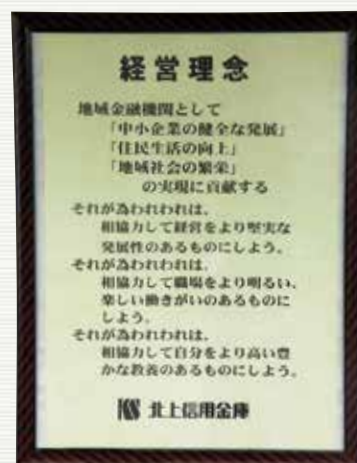 経営理念
地域金融機関として
「中小企業の健全な発展」
「住民生活の向上」
「地域社会の繁栄」
の実現に貢献する
それが為われわれは、
相協力して経営をより堅実な
発展性のあるものにしよう。
それが為われわれは、
相協力して職場をより明るい、
楽しい働きがいのあるものに
しよう。
それが為われわれは、
相協力して自分をより高い豊
かな教養のあるものにしよう。
北上信用金庫